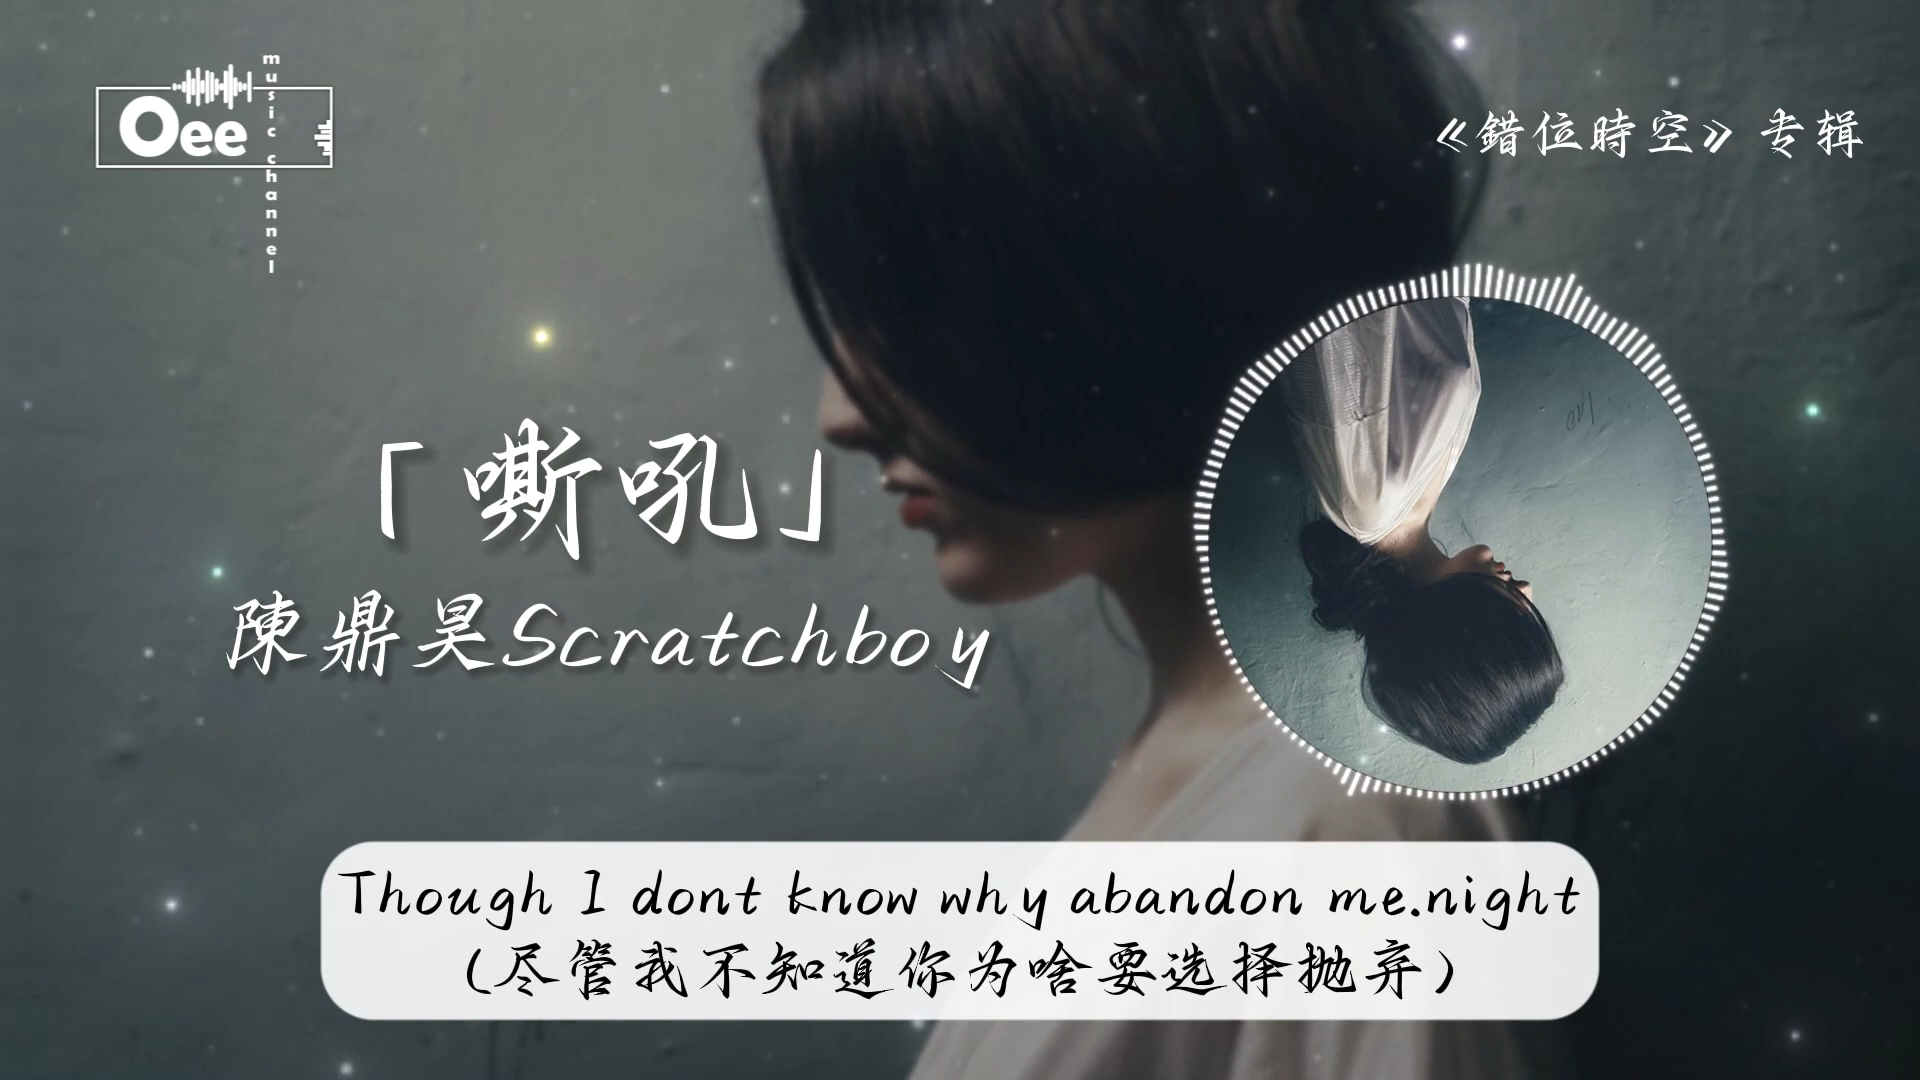 Oee
music channel
《錯位時空》专辑
「嘶吼」
陳鼎昊Scratchboy
Though I dont know why abandon me.night
(尽管我不知道你为啥要选择抛弃)